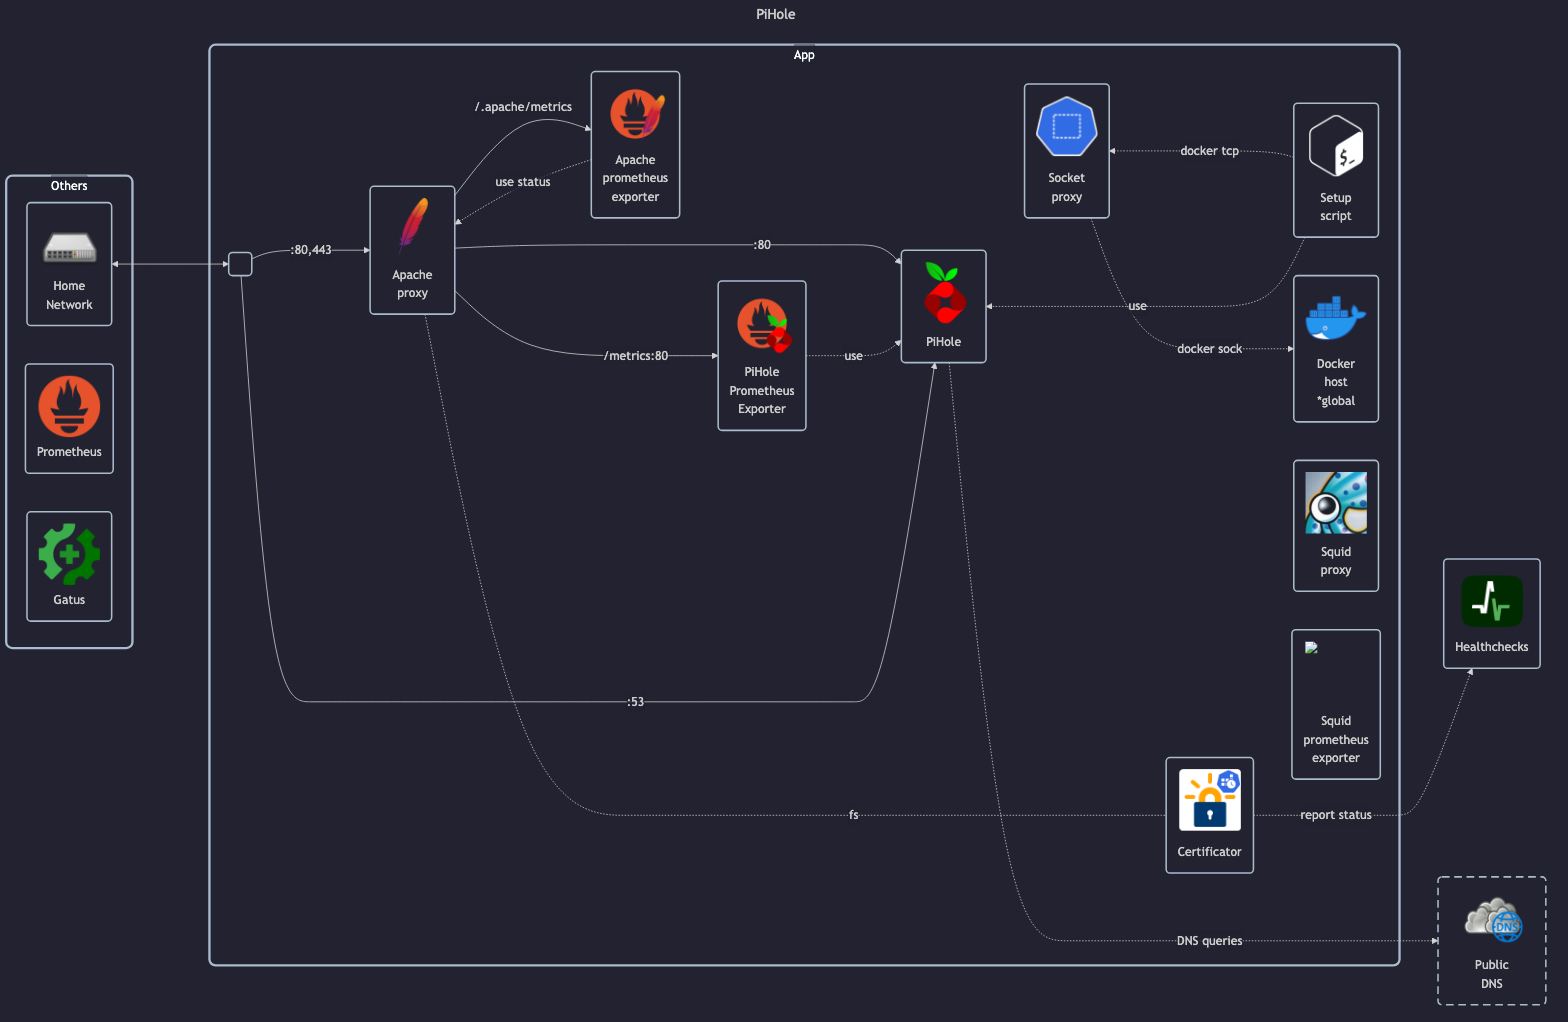 PiHole
App
Others
Home
Network
Prometheus
Gatus
:80,443
Apache
proxy
/.apache/metrics
use status
Apache
prometheus
exporter
:80
/metrics:80
PiHole
Prometheus
Exporter
use
PiHole
Socket
proxy
docker tcp
Setup
script
use
docker sock
Docker
host
*global
Squid
proxy
Squid
prometheus
exporter
:53
fs
Certificator
report status
Healthchecks
DNS queries
DNS
Public
DNS
$_